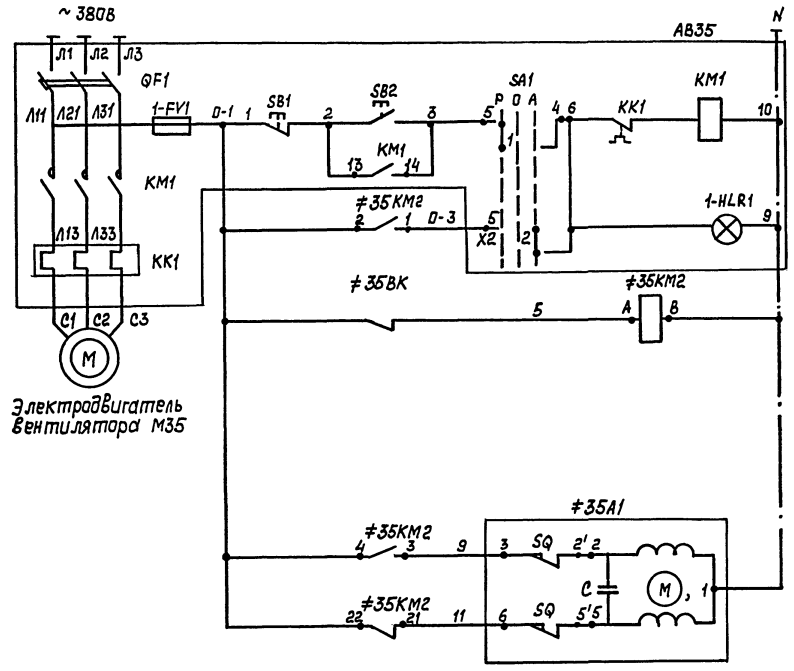 ~ 380В
N
Л1 Л2 Л3
АВ35
QF1
SA1
КМ1
SB1
SB2
Р О А
Л11 Л21 Л31
1-FV1
0-1 1
2
3
5
4 6
КК1
10
1
КМ1
13 14
КМ1
≠35КМ2
1-HLR1
2 1 0-3 5
X2
2
9
Л13 Л33
КК1
≠35ВК
≠35КМ2
5
А В
С1 С2 С3
М
Электродвигатель
вентилятора М35
≠35А1
≠35КМ2
4 3 9 3 SQ 2' 2
С
М
1
≠35КМ2
22 21 11 6 SQ 5' 5